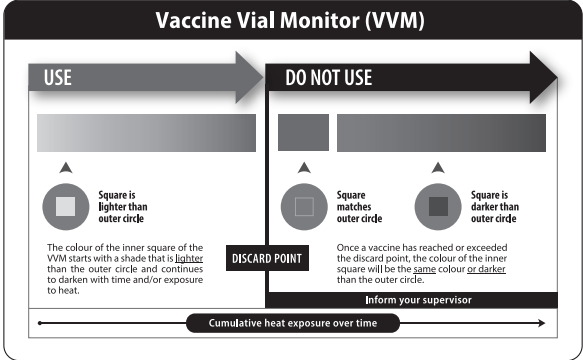 Vaccine Vial Monitor (VVM)
USE
DO NOT USE
Square is
lighter than
outer circle
Square
matches
outer circle
Square is
darker than
outer circle
The colour of the inner square of the
VVM starts with a shade that is lighter
than the outer circle and continues
to darken with time and/or exposure
to heat.
DISCARD POINT
Once a vaccine has reached or exceeded
the discard point, the colour of the inner
square will be the same colour or darker
than the outer circle.
Inform your supervisor
Cumulative heat exposure over time